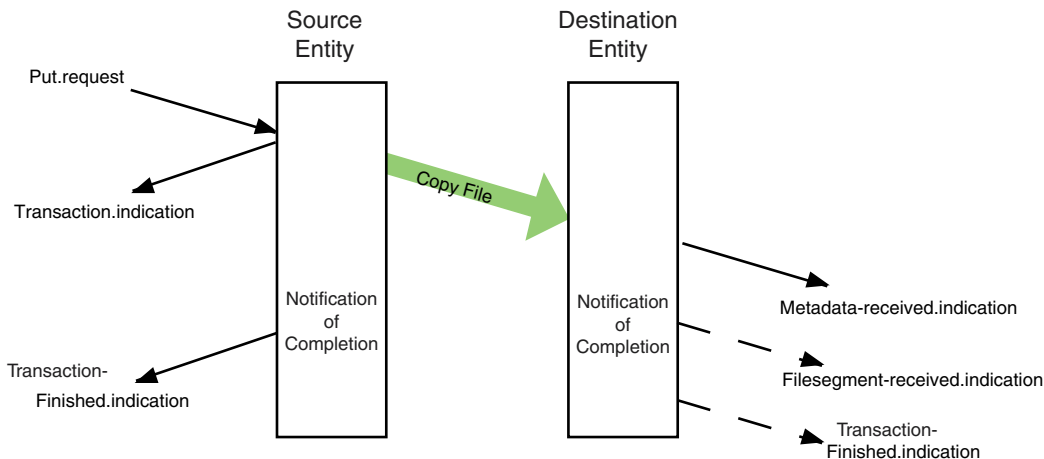 Source
Entity
Destination
Entity
Put.request
Copy File
Transaction.indication
Notification
of
Completion
Transaction-
Finished.indication
Notification
of
Completion
Metadata-received.indication
Filesegment-received.indication
Transaction-
Finished.indication